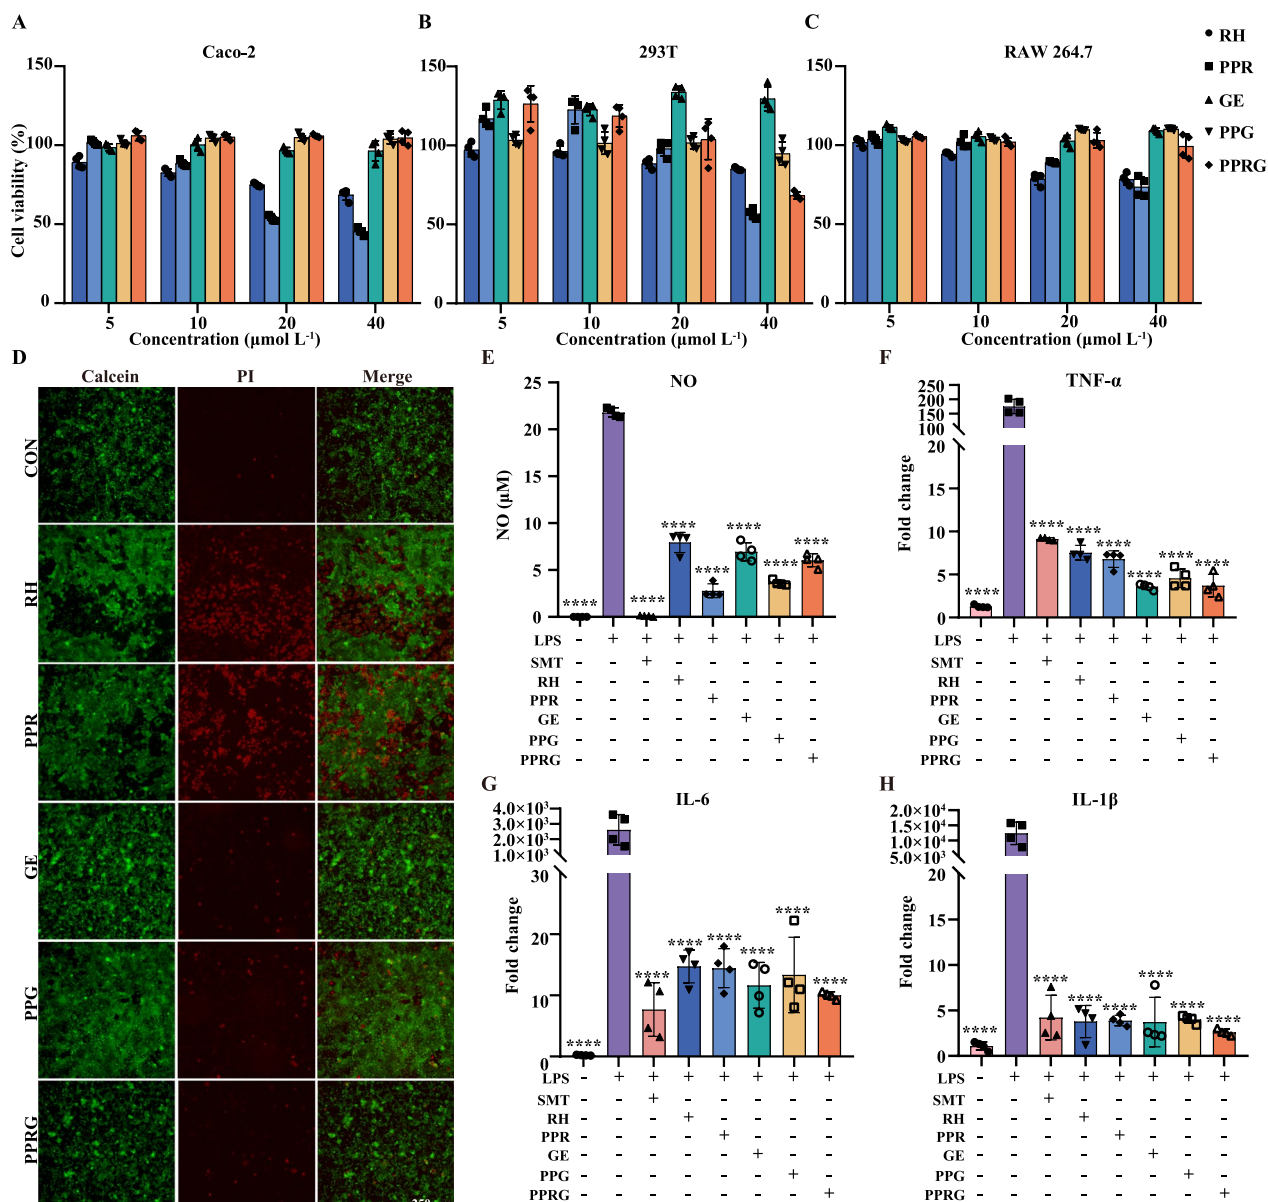 A
Caco-2
Cell viability (%)
150
100
50
0
5
10
20
40
Concentration (μmol L⁻¹)
B
293T
150
100
50
0
5
10
20
40
C
RAW 264.7
150
100
50
0
5
10
20
40
Concentration (μmol L⁻¹)
RH
PPR
GE
PPG
PPRG
D
Calcein
PI
Merge
CON
RH
PPR
GE
PPG
PPRG
E
NO
NO (μM)
25
20
15
10
5
0
****
****
****
****
****
****
****
LPS - + + + + + + +
SMT - - + - - - - -
RH - - - + - - - -
PPR - - - - + - - -
GE - - - - - + - -
PPG - - - - - - + -
PPRG - - - - - - - +
F
TNF-α
Fold change
250
200
150
100
20
15
10
5
0
****
****
****
****
****
****
****
LPS - + + + + + + +
SMT - - + - - - - -
RH - - - + - - - -
PPR - - - - + - - -
GE - - - - - + - -
PPG - - - - - - + -
PPRG - - - - - - - +
G
IL-6
Fold change
4.0×10³
3.0×10³
2.0×10³
1.0×10³
30
20
10
0
****
****
****
****
****
****
****
LPS - + + + + + + +
SMT - - + - - - - -
RH - - - + - - - -
PPR - - - - + - - -
GE - - - - - + - -
PPG - - - - - - + -
PPRG - - - - - - - +
H
IL-1β
Fold change
2.0×10⁴
1.5×10⁴
1.0×10⁴
5.0×10³
20
15
10
5
0
****
****
****
****
****
****
****
LPS - + + + + + + +
SMT - - + - - - - -
RH - - - + - - - -
PPR - - - - + - - -
GE - - - - - + - -
PPG - - - - - - + -
PPRG - - - - - - - +